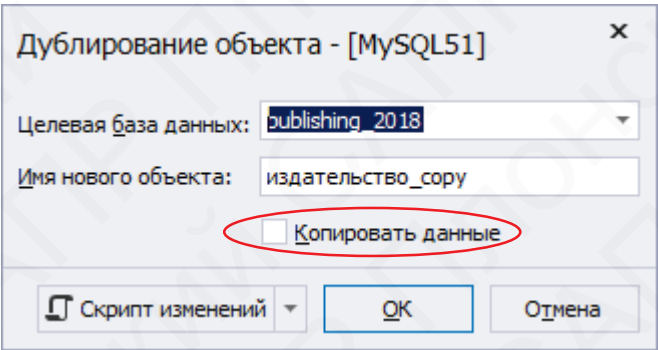 Дублирование объекта - [MySQL51]
Целевая база данных: publishing_2018
Имя нового объекта: издательство_copy
Копировать данные
Скрипт изменений OK Отмена